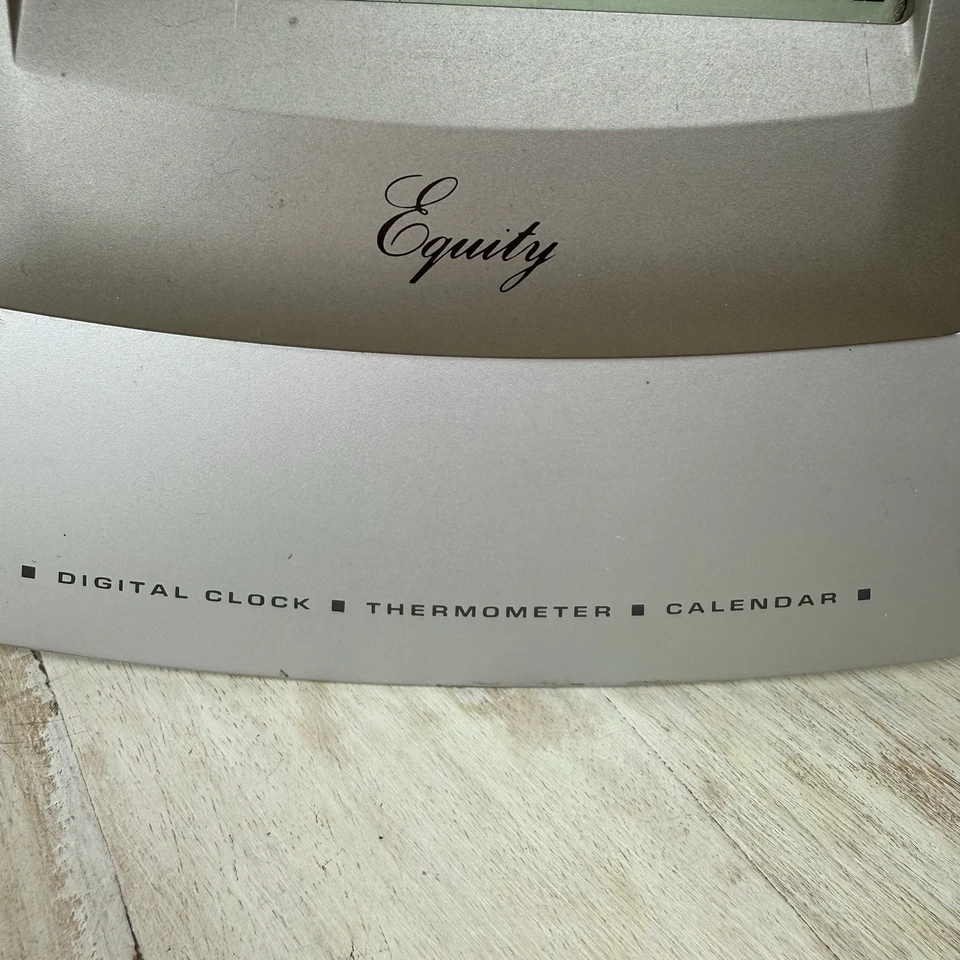 Equity
■ DIGITAL CLOCK ■ THERMOMETER ■ CALENDAR ■